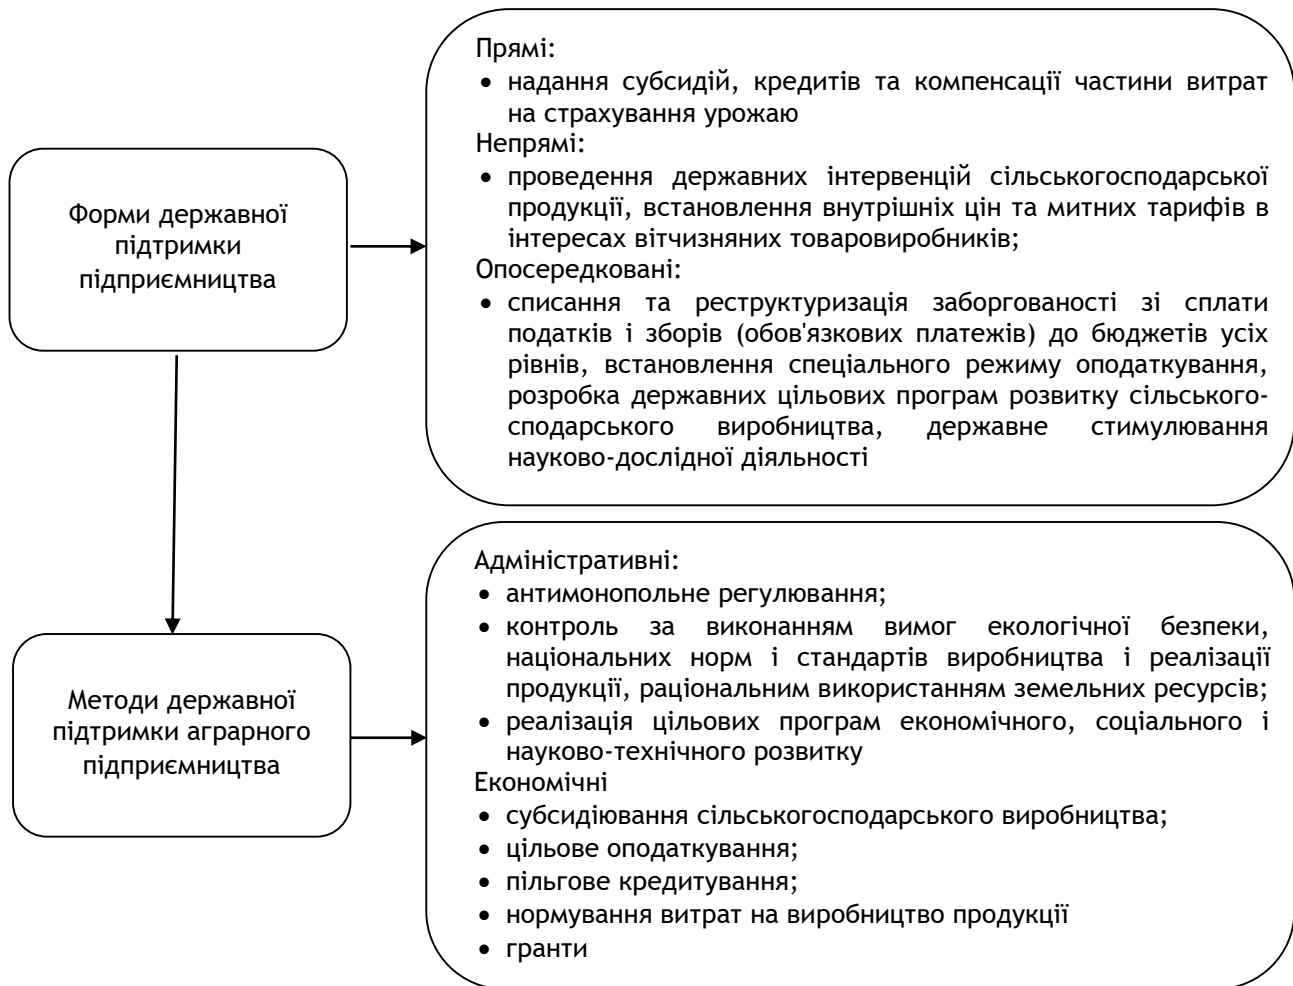 Форми державної
підтримки
підприємництва
Прямі:
• надання субсидій, кредитів та компенсації частини витрат
на страхування урожаю
Непрямі:
• проведення державних інтервенцій сільськогосподарської
продукції, встановлення внутрішніх цін та митних тарифів в
інтересах вітчизняних товаровиробників;
Опосередковані:
• списання та реструктуризація заборгованості зі сплати
податків і зборів (обов'язкових платежів) до бюджетів усіх
рівнів, встановлення спеціального режиму оподаткування,
розробка державних цільових програм розвитку сільського-
сподарського виробництва, державне стимулювання
науково-дослідної діяльності
Методи державної
підтримки аграрного
підприємництва
Адміністративні:
• антимонопольне регулювання;
• контроль за виконанням вимог екологічної безпеки,
національних норм і стандартів виробництва і реалізації
продукції, раціональним використанням земельних ресурсів;
• реалізація цільових програм економічного, соціального і
науково-технічного розвитку
Економічні
• субсидіювання сільськогосподарського виробництва;
• цільове оподаткування;
• пільгове кредитування;
• нормування витрат на виробництво продукції
• гранти